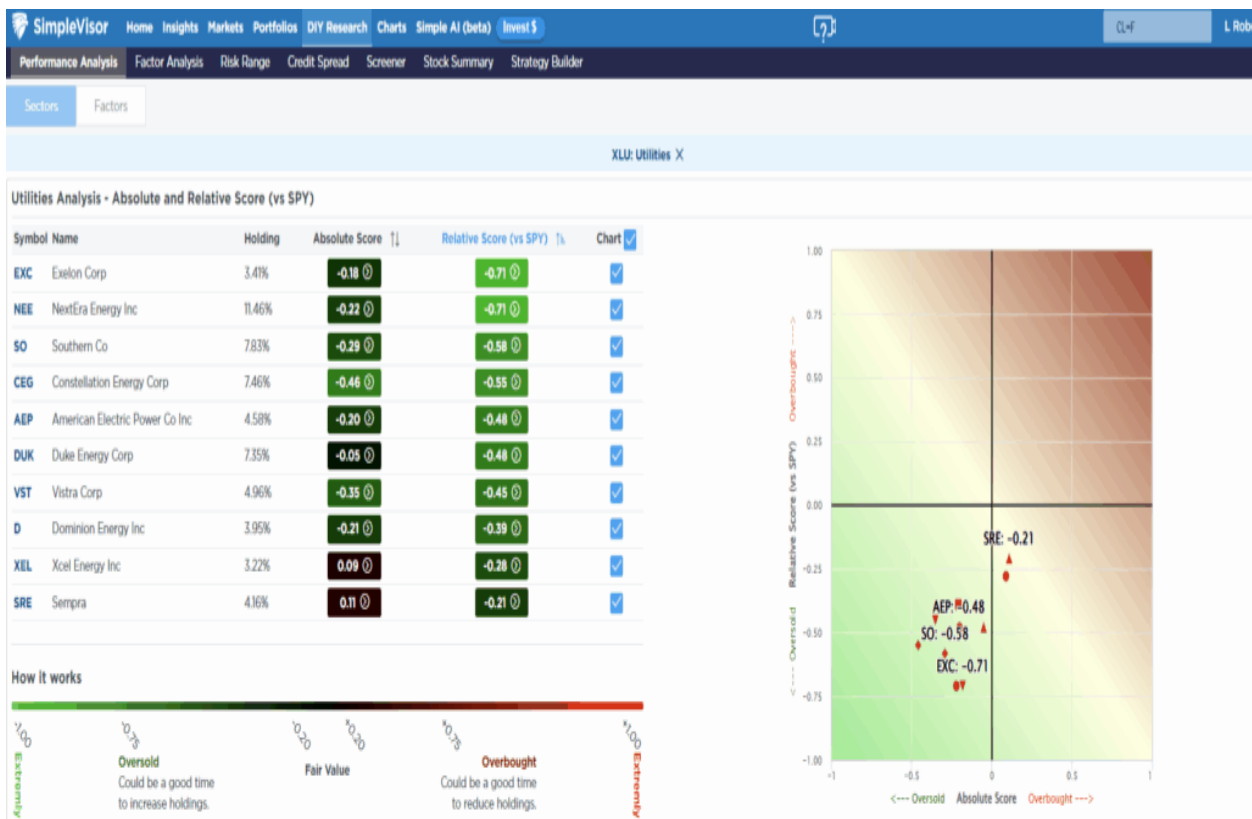 SimpleVisor Home Insights Markets Portfolios DIY Research Charts Simple AI (beta) Invest $ CL=F L Rob
Performance Analysis Factor Analysis Risk Range Credit Spread Screener Stock Summary Strategy Builder
Sectors Factors
XLU: Utilities X
Utilities Analysis - Absolute and Relative Score (vs SPY)
Symbol Name Holding Absolute Score Relative Score (vs SPY) Chart
EXC Exelon Corp 3.41% -0.18 -0.71
NEE NextEra Energy Inc 11.46% -0.22 -0.71
SO Southern Co 7.83% -0.29 -0.58
CEG Constellation Energy Corp 7.46% -0.46 -0.55
AEP American Electric Power Co Inc 4.58% -0.20 -0.48
DUK Duke Energy Corp 7.35% -0.05 -0.48
VST Vistra Corp 4.96% -0.35 -0.45
D Dominion Energy Inc 3.95% -0.21 -0.39
XEL Xcel Energy Inc 3.22% 0.09 -0.28
SRE Sempra 4.16% 0.11 -0.21
How it works
-1.00 -0.75 -0.20 +0.20 +0.75 +1.00
Extremely
Oversold
Could be a good time
to increase holdings.
Fair Value
Overbought
Could be a good time
to reduce holdings.
Extremely
1.00
0.75
0.50
0.25
0.00
-0.25
-0.50
-0.75
-1.00
<--- Oversold Relative Score (vs SPY) Overbought --->
SRE: -0.21
AEP: -0.48
SO: -0.58
EXC: -0.71
-1 -0.5 0 0.5 1
<--- Oversold Absolute Score Overbought --->